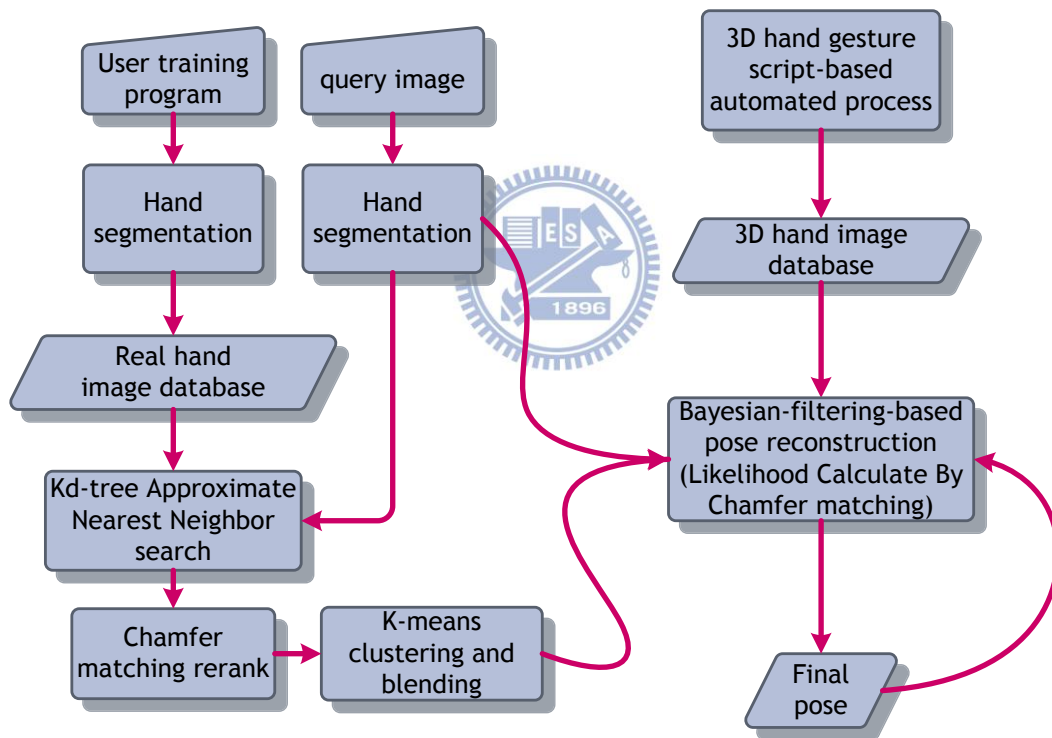 User training
program
query image
3D hand gesture
script-based
automated process
Hand
segmentation
Hand
segmentation
E S A
1896
3D hand image
database
Real hand
image database
Bayesian-filtering-based
pose reconstruction
(Likelihood Calculate By
Chamfer matching)
Kd-tree Approximate
Nearest Neighbor
search
Chamfer
matching rerank
K-means
clustering and
blending
Final
pose